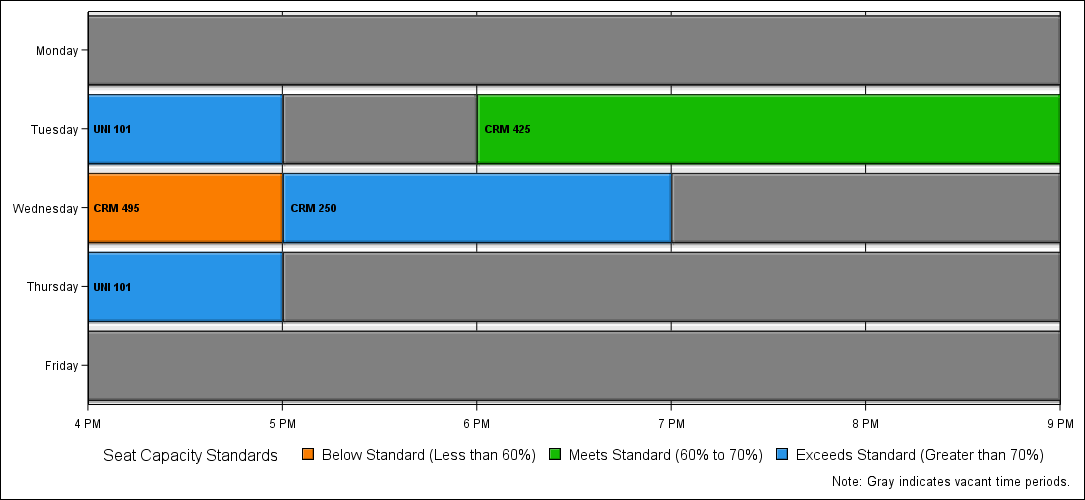 Monday
Tuesday
UNI 101
CRM 425
Wednesday
CRM 495
CRM 250
Thursday
UNI 101
Friday
4 PM 5 PM 6 PM 7 PM 8 PM 9 PM
Seat Capacity Standards Below Standard (Less than 60%) Meets Standard (60% to 70%) Exceeds Standard (Greater than 70%)
Note: Gray indicates vacant time periods.